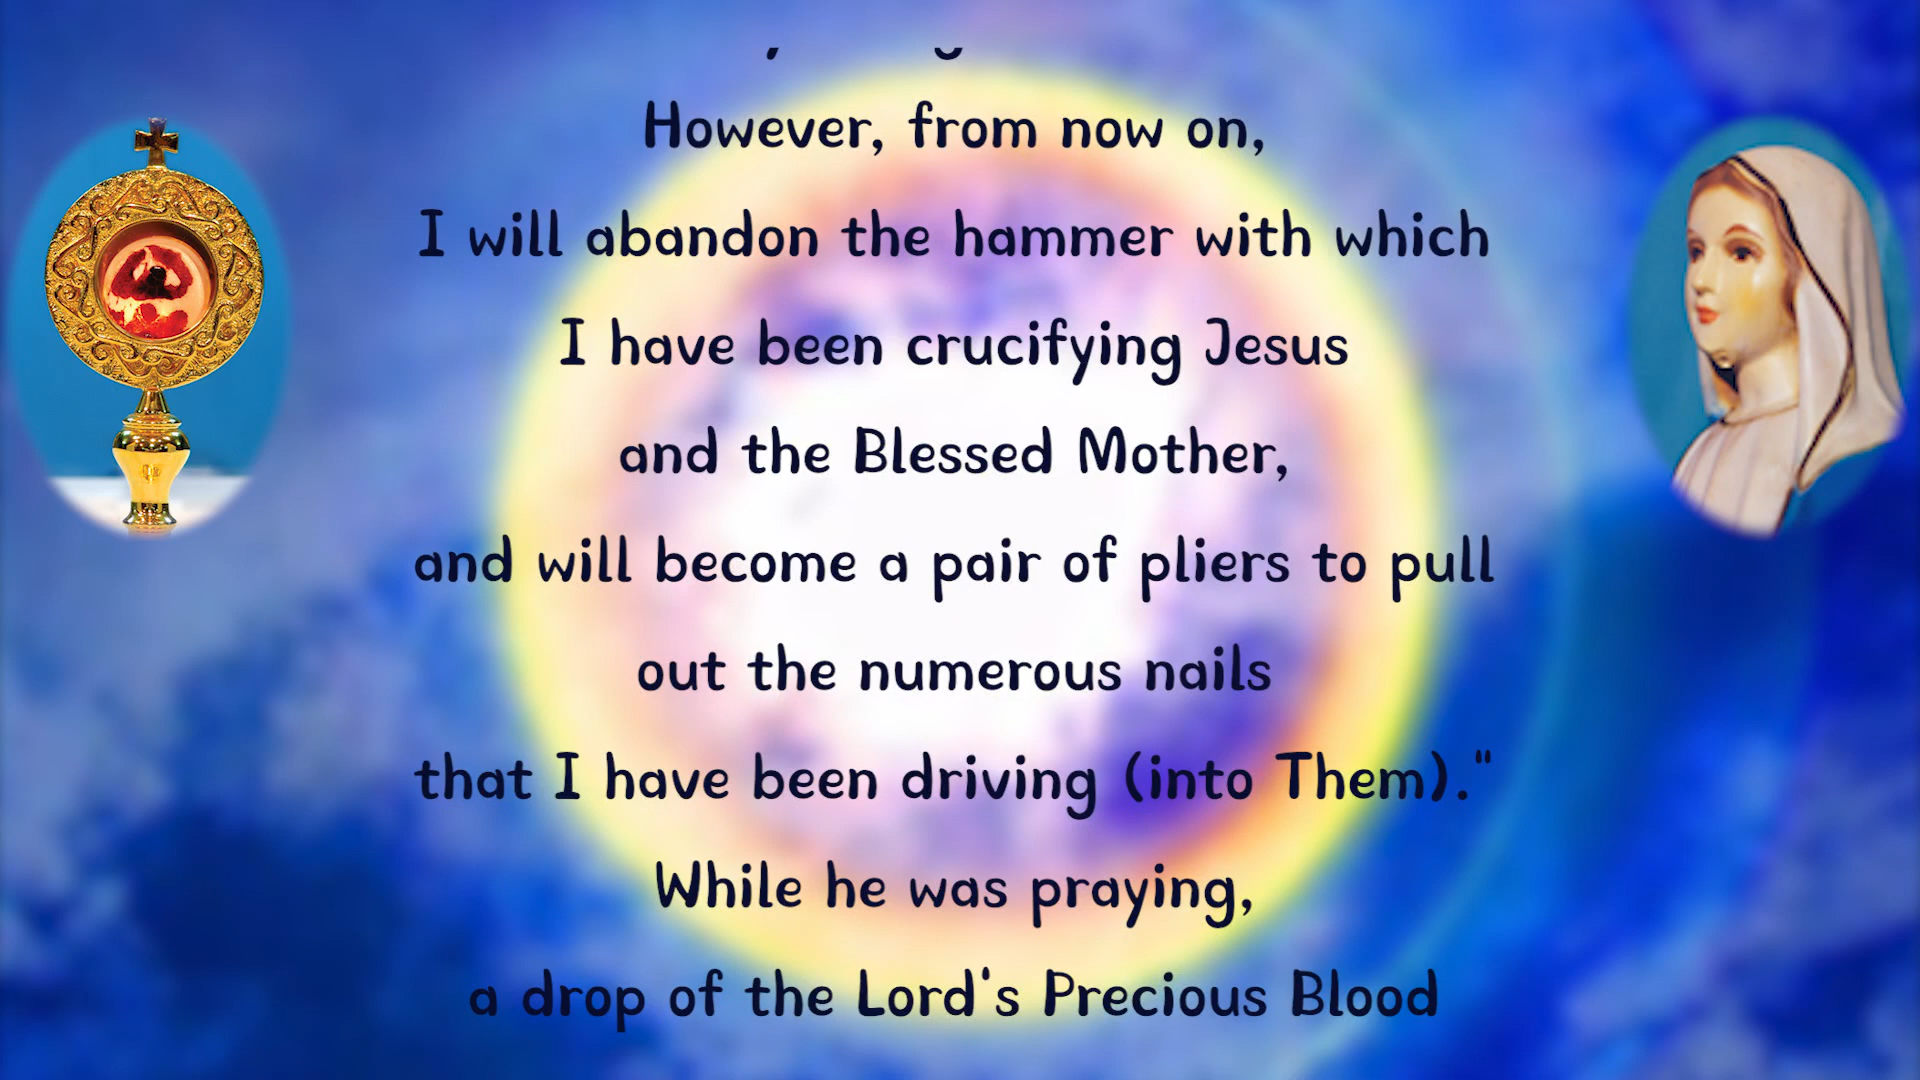 However, from now on,
I will abandon the hammer with which
I have been crucifying Jesus
and the Blessed Mother,
and will become a pair of pliers to pull
out the numerous nails
that I have been driving (into Them)."
While he was praying,
a drop of the Lord's Precious Blood